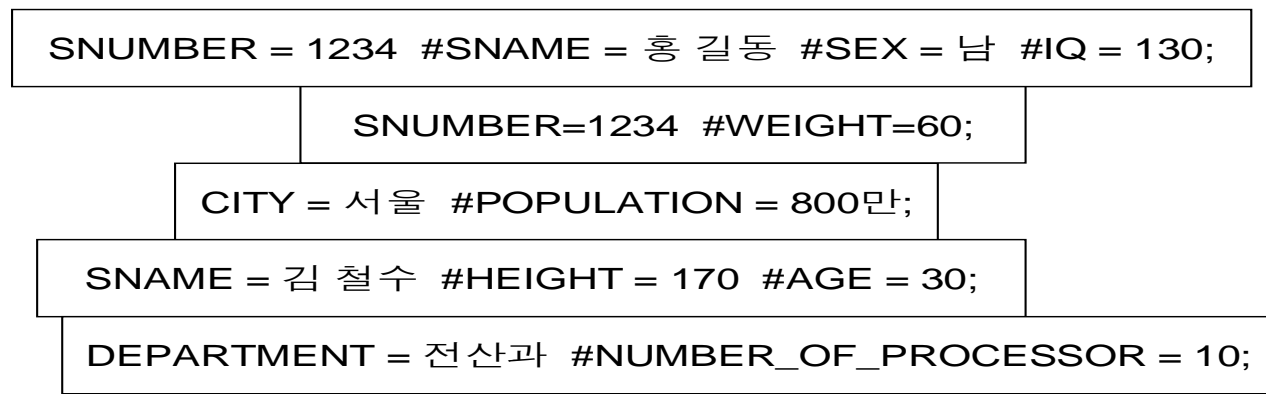 SNUMBER = 1234 #SNAME = 홍 길동 #SEX = 남 #IQ = 130;
SNUMBER=1234 #WEIGHT=60;
CITY = 서울 #POPULATION = 800만;
SNAME = 김 철수 #HEIGHT = 170 #AGE = 30;
DEPARTMENT = 전산과 #NUMBER_OF_PROCESSOR = 10;